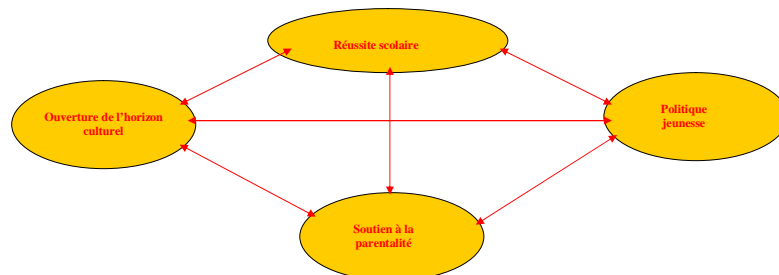 Réussite scolaire
Ouverture de l'horizon
culturel
Politique
jeunesse
Soutien à la
parentalité